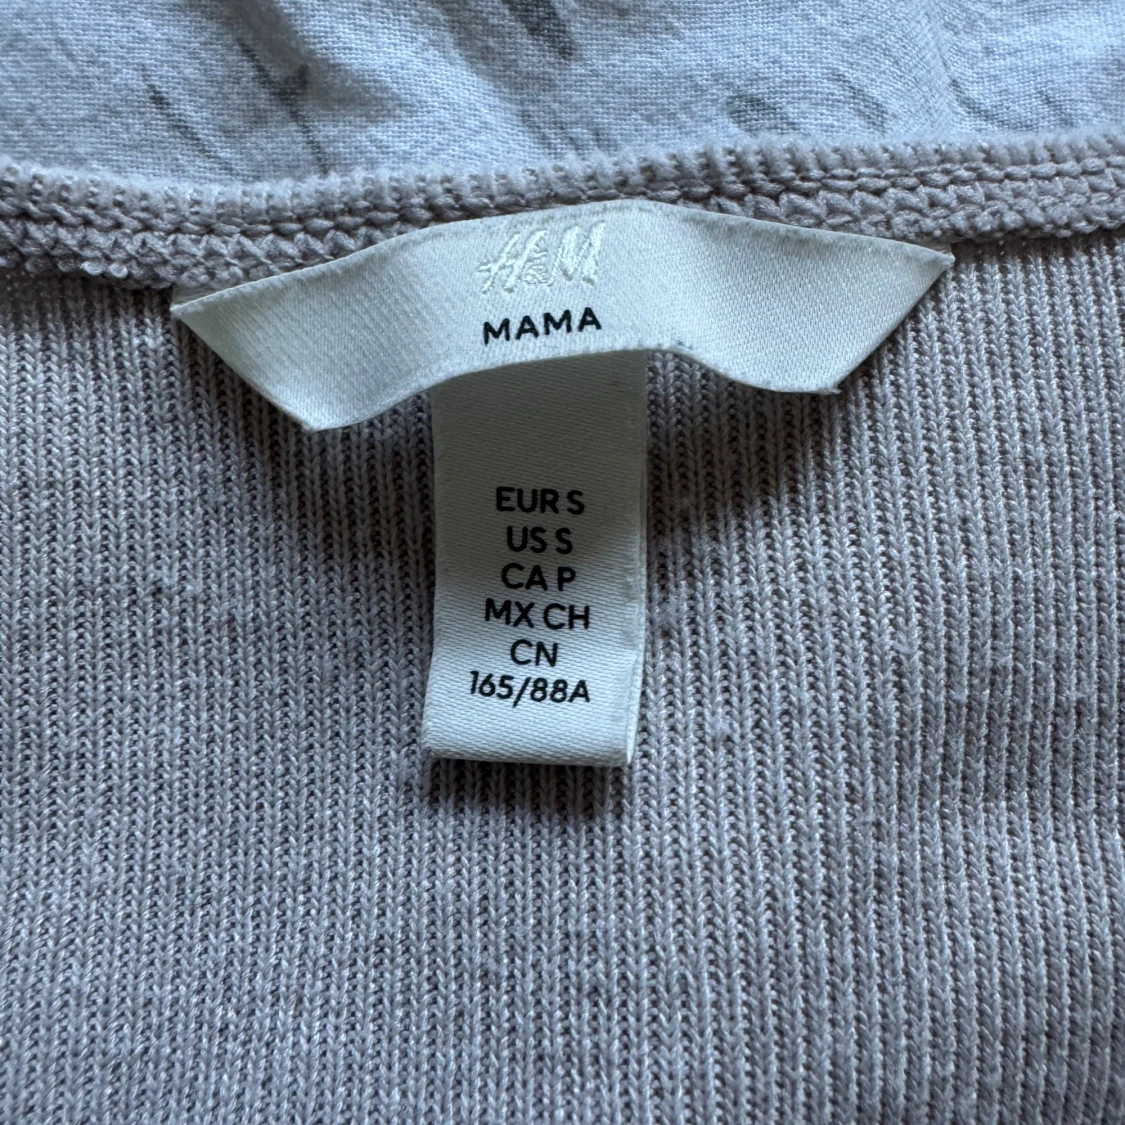 H&M
MAMA
EUR S
US S
CA P
MX CH
CN
165/88A